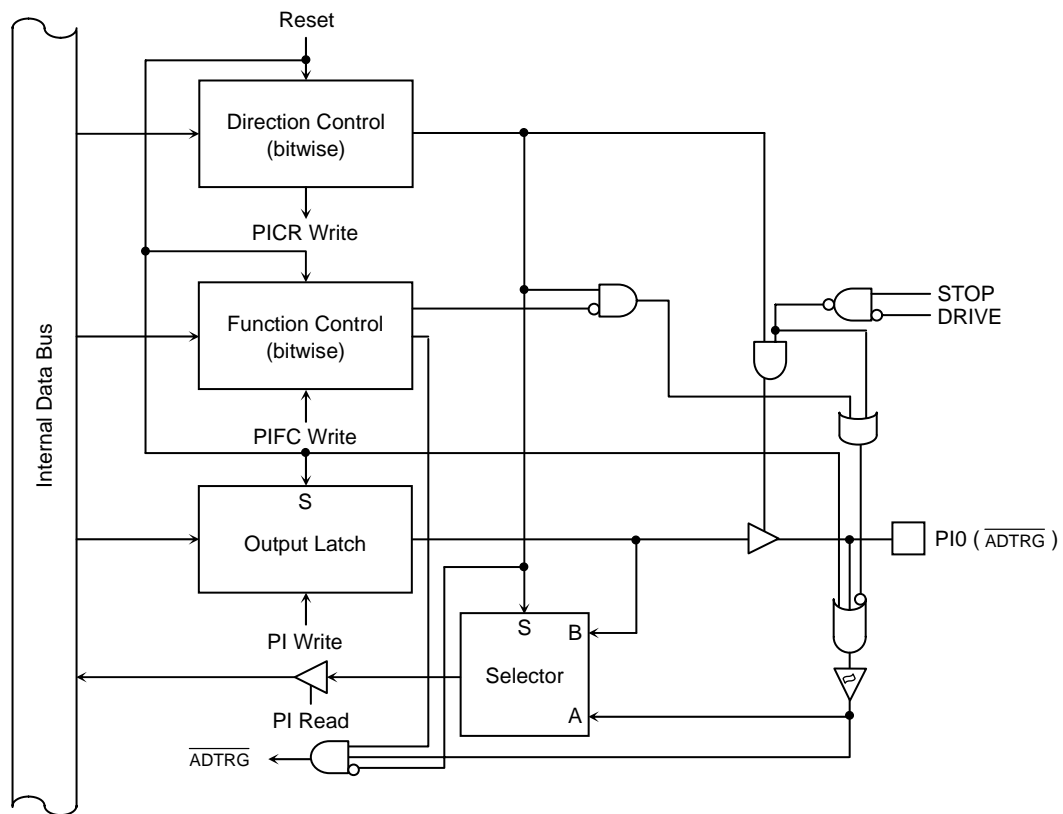 Reset
Direction Control
(bitwise)
PICR Write
Internal Data Bus
Function Control
(bitwise)
STOP
DRIVE
PIFC Write
S
Output Latch
PI0 ( ADTRG )
PI Write
S
B
Selector
A
PI Read
ADTRG